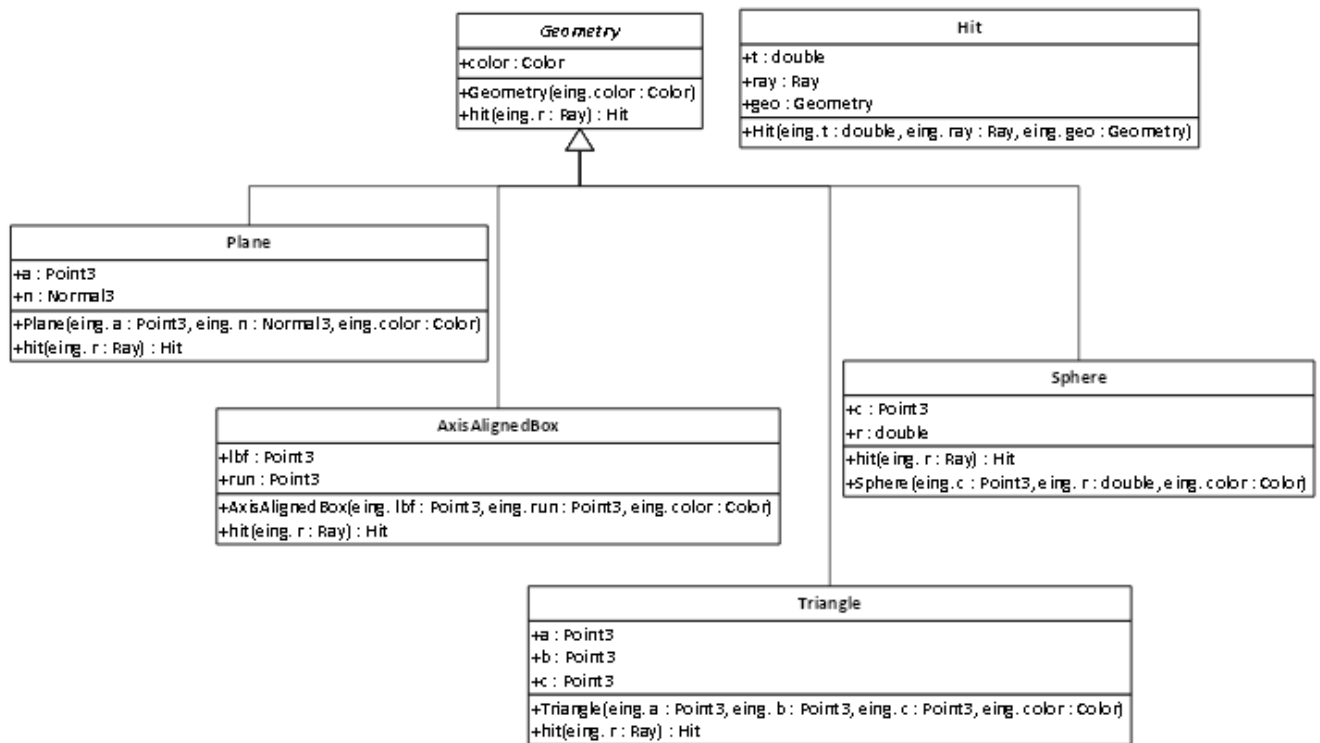 Geometry
+color : Color
+Geometry(eing. color : Color)
+hit(eing. r : Ray) : Hit
Hit
+t : double
+ray : Ray
+geo : Geometry
+Hit(eing. t : double, eing. ray : Ray, eing. geo : Geometry)
Plane
+a : Point3
+n : Normal3
+Plane(eing. a : Point3, eing. n : Normal3, eing. color : Color)
+hit(eing. r : Ray) : Hit
AxisAlignedBox
+lbf : Point3
+run : Point3
+AxisAlignedBox(eing. lbf : Point3, eing. run : Point3, eing. color : Color)
+hit(eing. r : Ray) : Hit
Sphere
+c : Point3
+r : double
+hit(eing. r : Ray) : Hit
+Sphere(eing. c : Point3, eing. r : double, eing. color : Color)
Triangle
+a : Point3
+b : Point3
+c : Point3
+Triangle(eing. a : Point3, eing. b : Point3, eing. c : Point3, eing. color : Color)
+hit(eing. r : Ray) : Hit